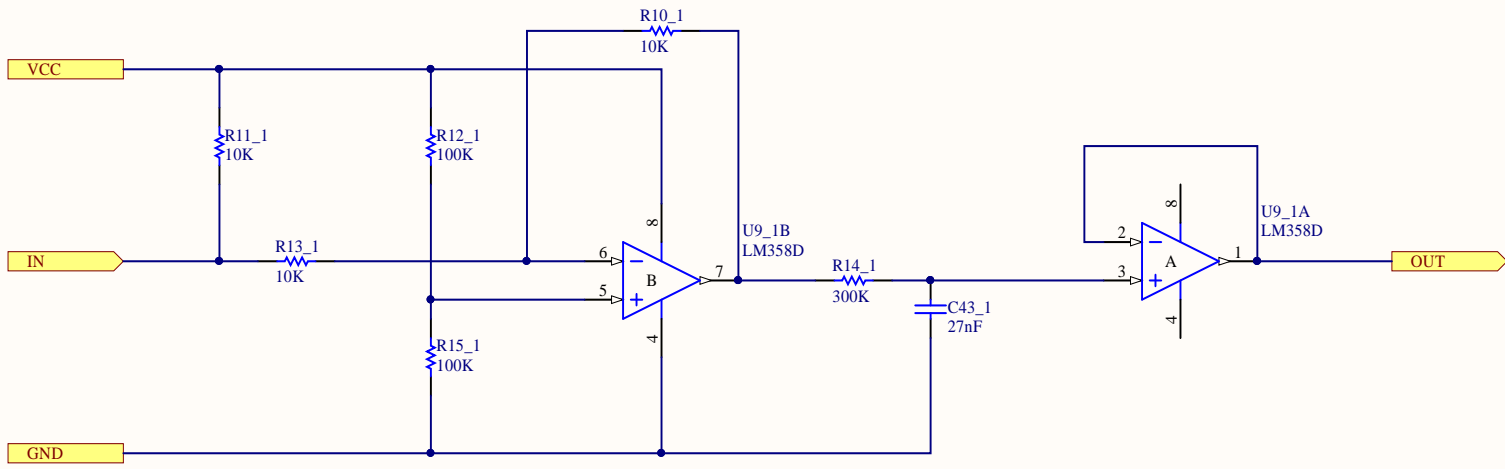 R10_1
10K
VCC
R11_1
10K
R12_1
100K
IN
R13_1
10K
8
U9_1B
LM358D
6
B
7
5
4
R14_1
300K
C43_1
27nF
R15_1
100K
8
U9_1A
LM358D
2
A
1
3
4
OUT
GND